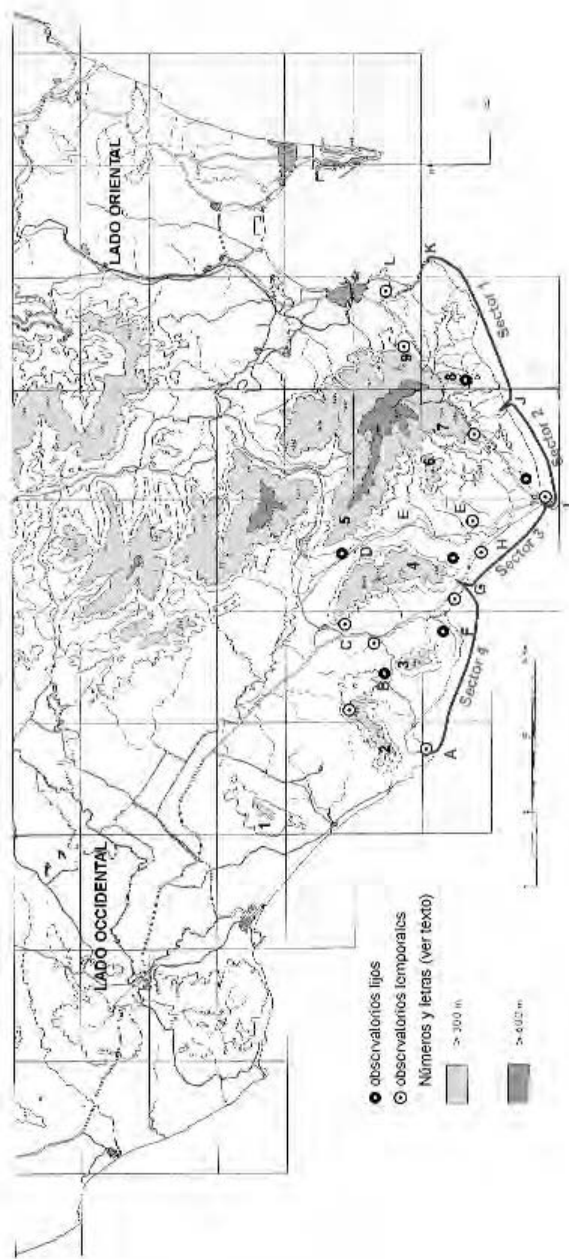 LADO OCCIDENTAL
LADO ORIENTAL
1
2
3
4
5
6
7
8
9
A
B
C
D
E
E
F
G
H
I
J
K
L
Sector 1
Sector 2
Sector 3
Sector 4
observatorios fijos
observatorios temporales
Números y letras (ver texto)
> 300 m
> 600 m